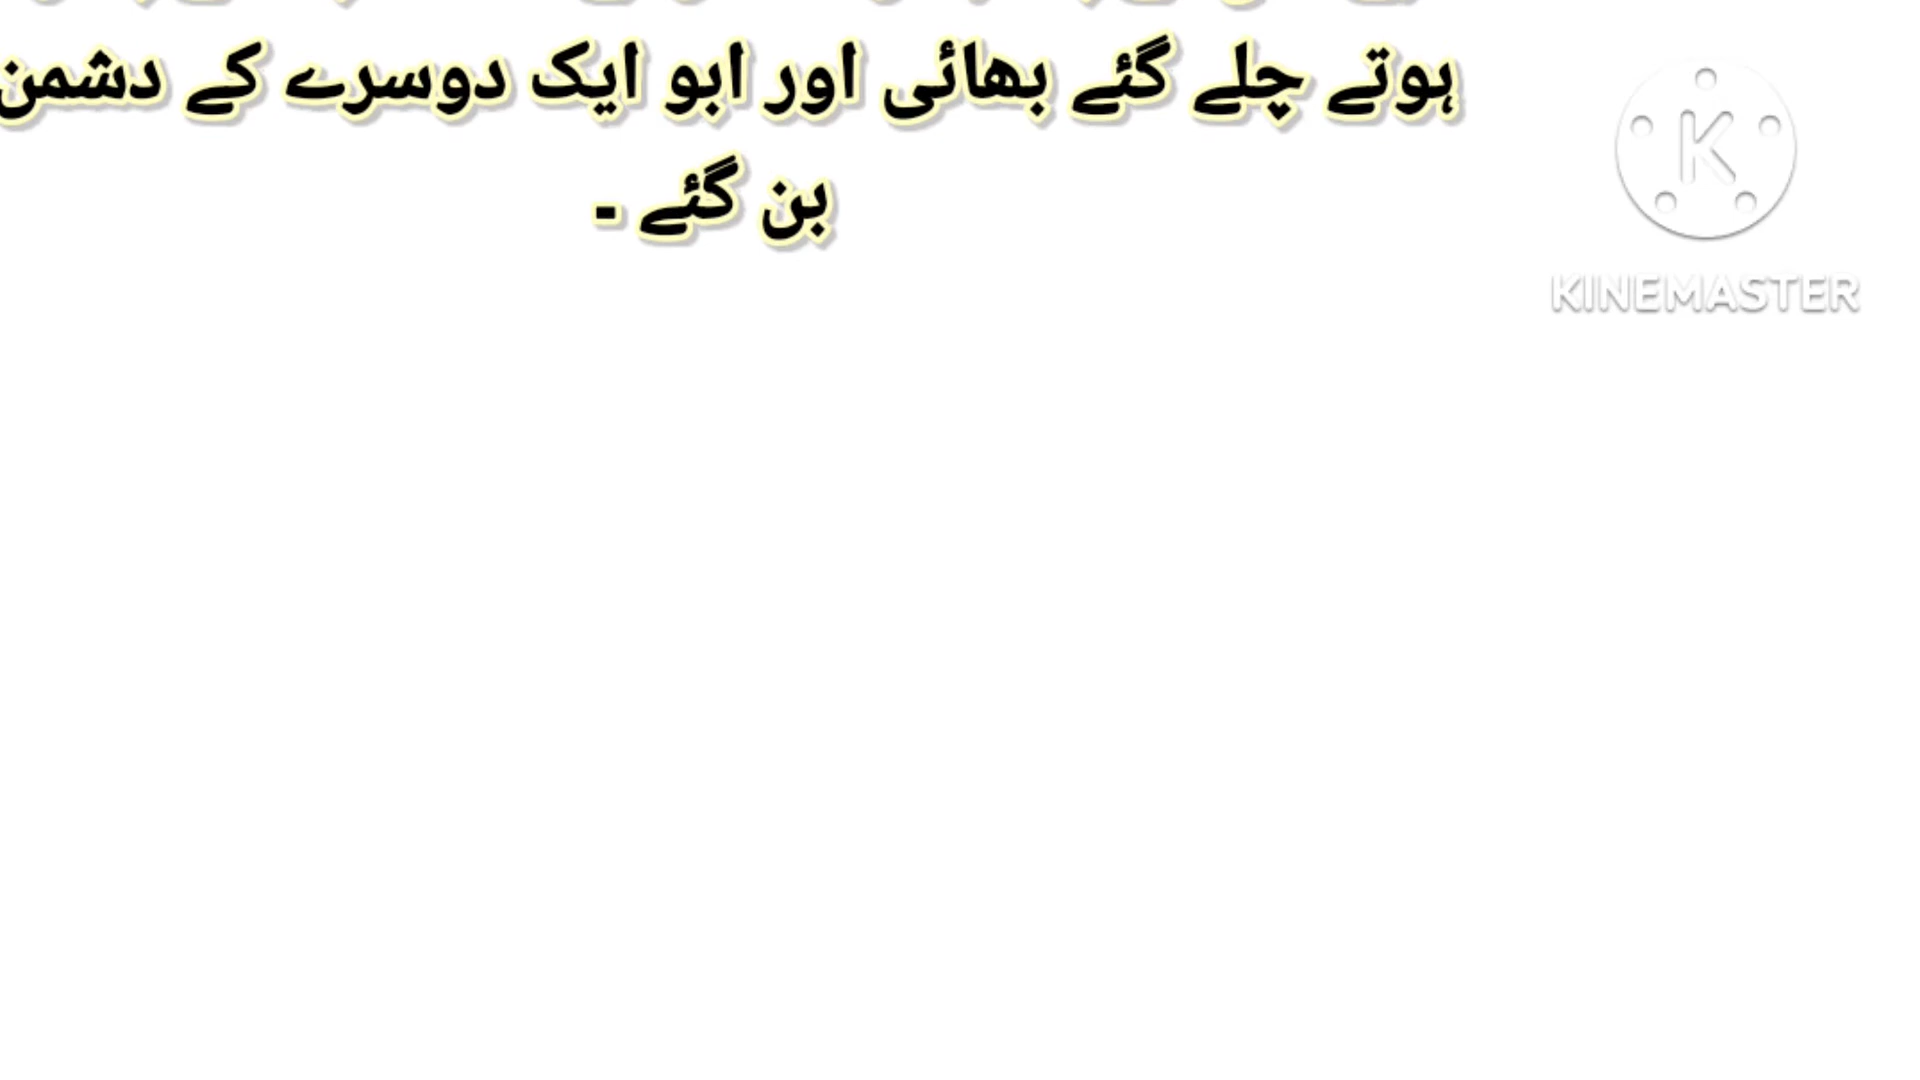 ہوتے چلے گئے بھائی اور ابو ایک دوسرے کے دشمن
بن گئے ۔
KINEMASTER